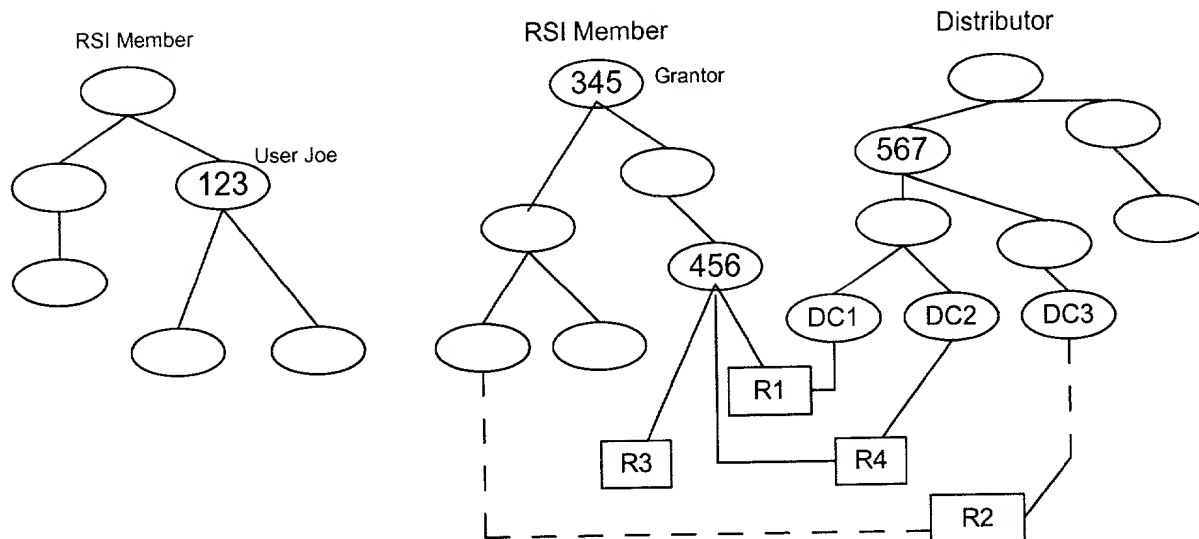 RSI Member
User Joe
123
RSI Member
345
Grantor
456
Distributor
567
DC1
DC2
DC3
R1
R3
R4
R2